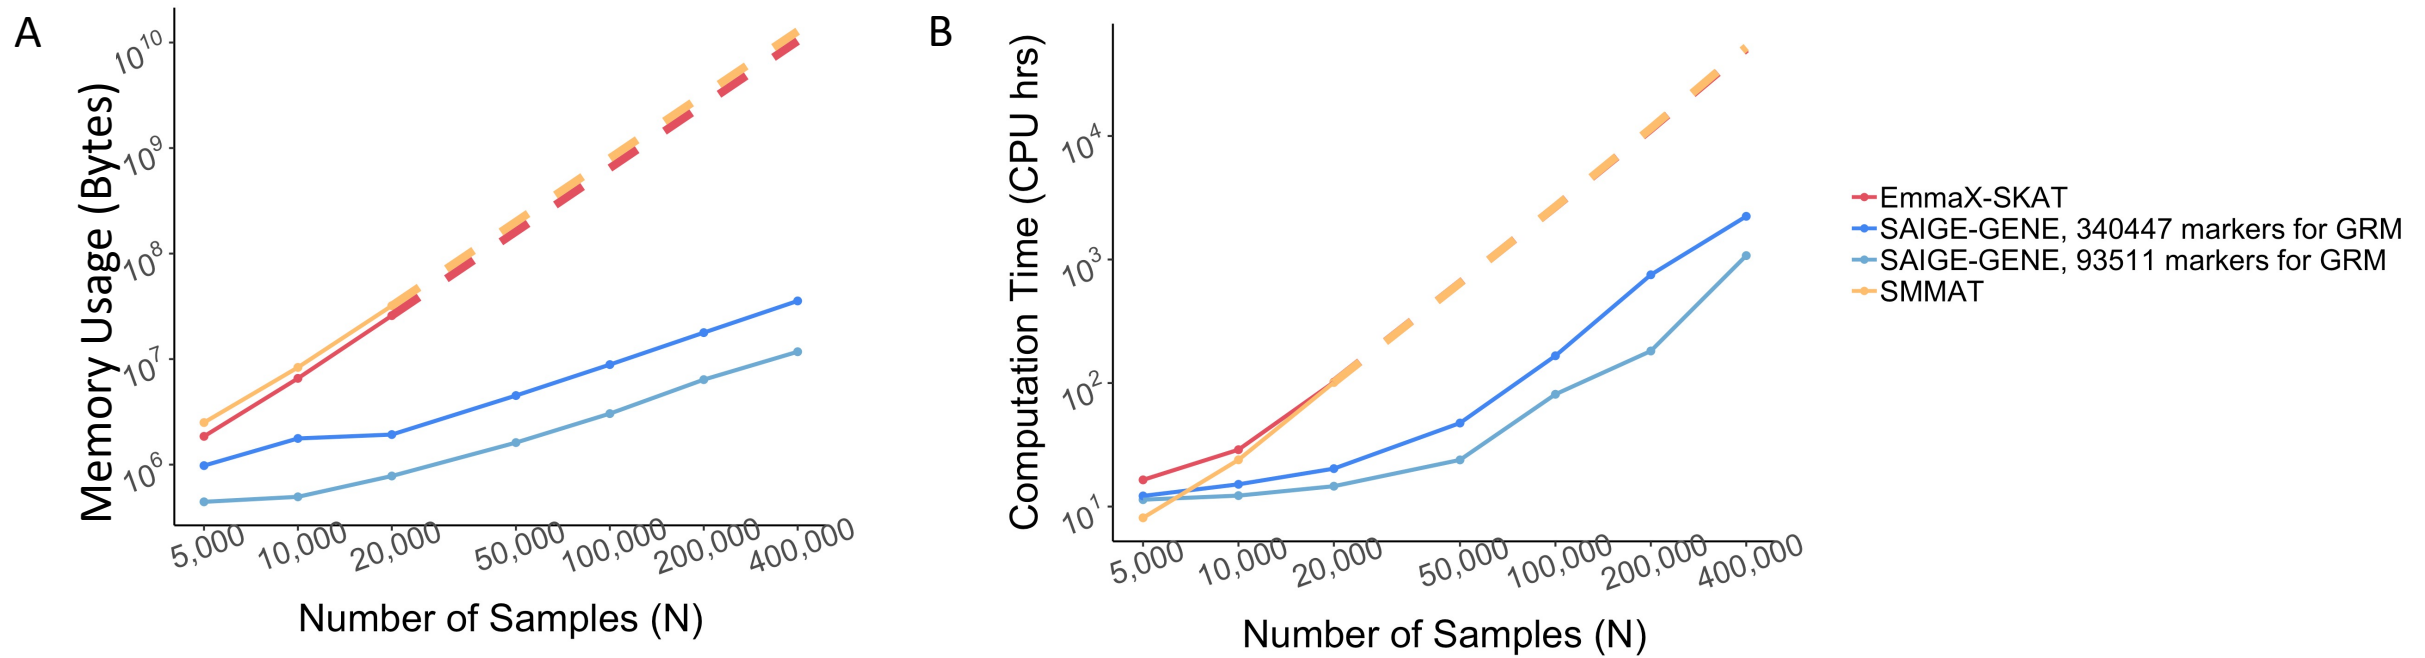 A
Memory Usage (Bytes)
10^10
10^9
10^8
10^7
10^6
5,000
10,000
20,000
50,000
100,000
200,000
400,000
Number of Samples (N)
B
Computation Time (CPU hrs)
10^4
10^3
10^2
10^1
5,000
10,000
20,000
50,000
100,000
200,000
400,000
Number of Samples (N)
EmmaX-SKAT
SAIGE-GENE, 340447 markers for GRM
SAIGE-GENE, 93511 markers for GRM
SMMAT